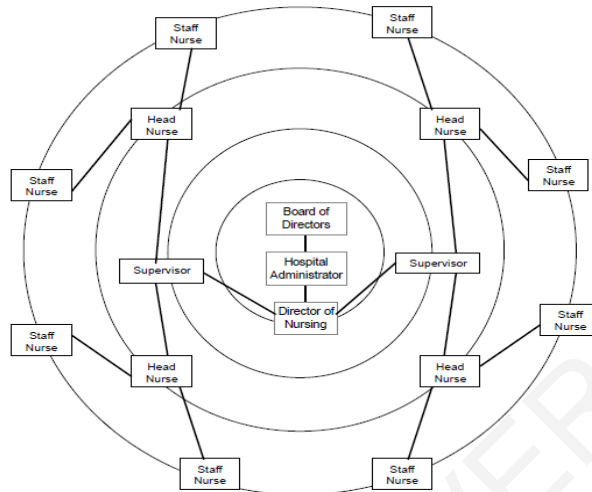 Staff
Nurse
Staff
Nurse
Head
Nurse
Head
Nurse
Staff
Nurse
Staff
Nurse
Board of
Directors
Hospital
Administrator
Supervisor
Supervisor
Director of
Nursing
Staff
Nurse
Staff
Nurse
Head
Nurse
Head
Nurse
Staff
Nurse
Staff
Nurse